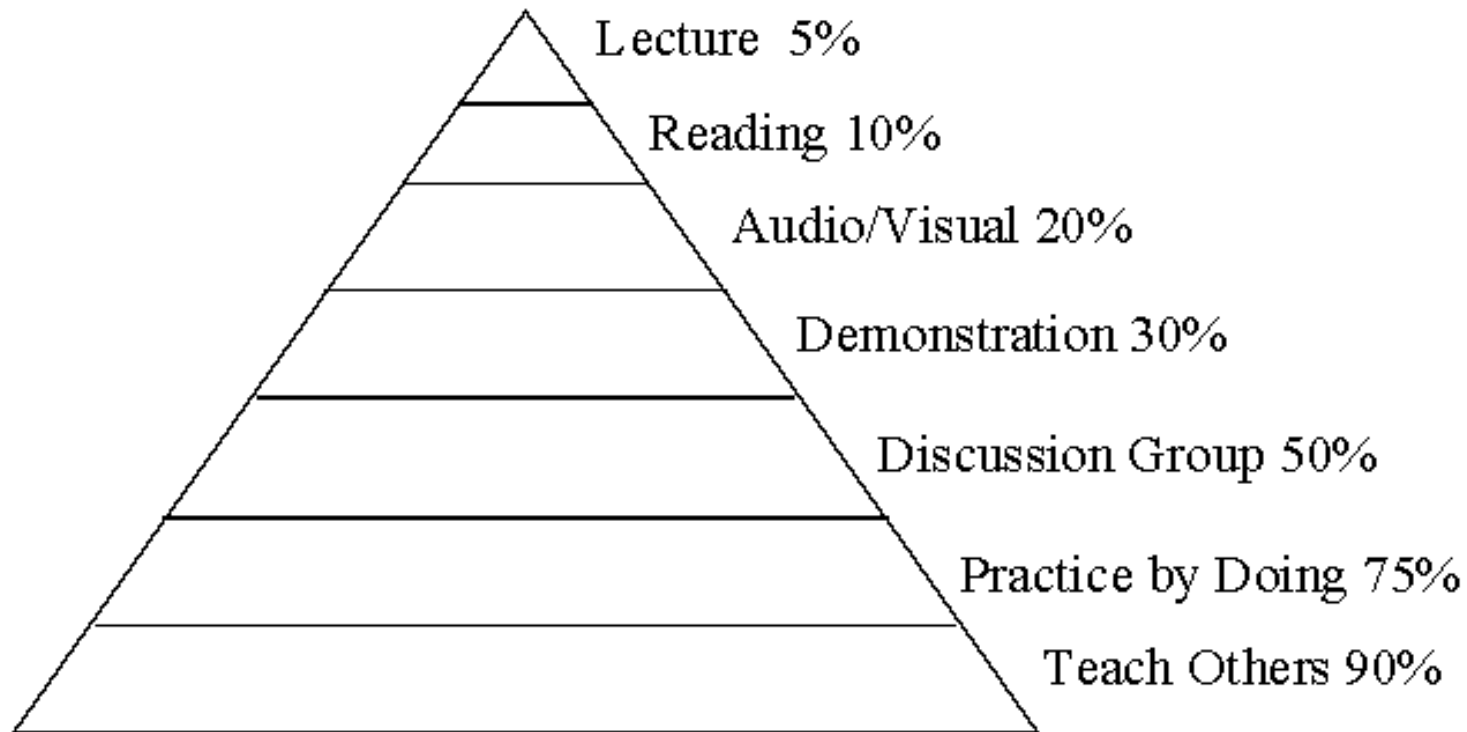 Lecture 5%
Reading 10%
Audio/Visual 20%
Demonstration 30%
Discussion Group 50%
Practice by Doing 75%
Teach Others 90%